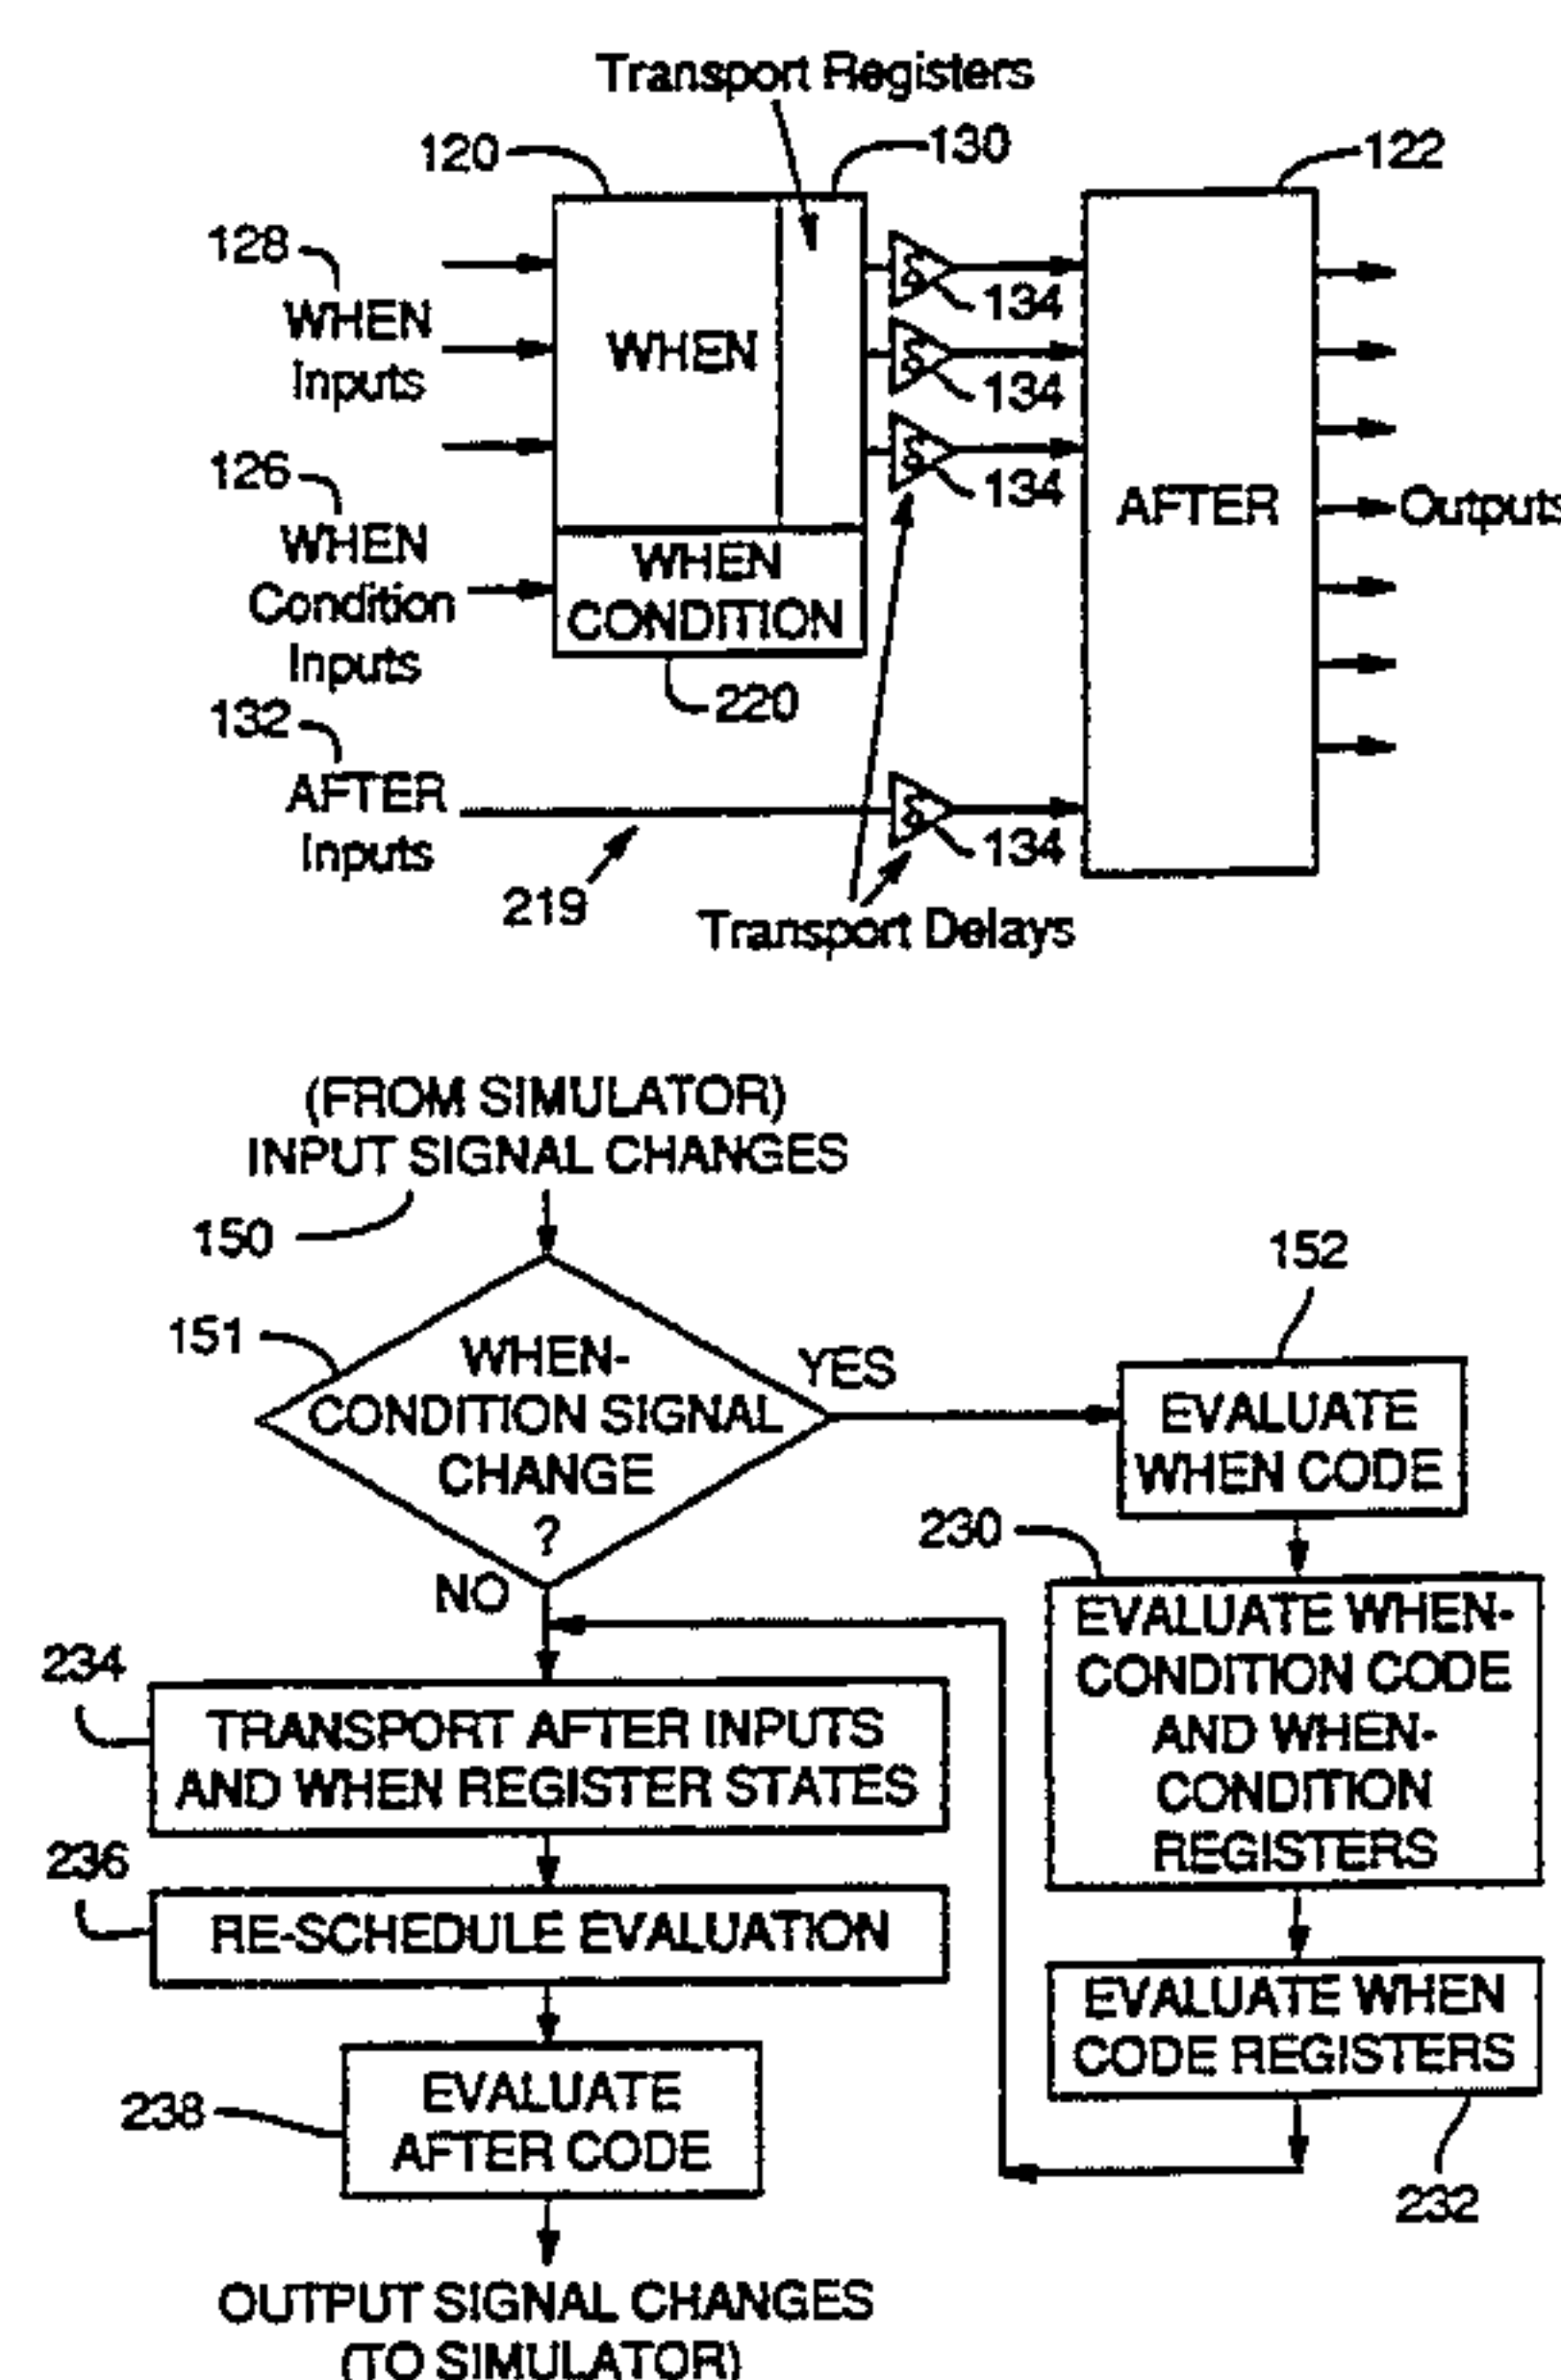 Transport Registers
120
130
122
128
WHEN
Inputs
WHEN
134
134
134
126
WHEN
Condition
Inputs
WHEN
CONDITION
AFTER
Outputs
220
132
AFTER
Inputs
134
219
Transport Delays
(FROM SIMULATOR)
INPUT SIGNAL CHANGES
150
151
WHEN-
CONDITION SIGNAL
CHANGE
?
YES
NO
152
EVALUATE
WHEN CODE
230
EVALUATE WHEN-
CONDITION CODE
AND WHEN-
CONDITION
REGISTERS
EVALUATE WHEN
CODE REGISTERS
232
234
TRANSPORT AFTER INPUTS
AND WHEN REGISTER STATES
236
RE-SCHEDULE EVALUATION
238
EVALUATE
AFTER CODE
OUTPUT SIGNAL CHANGES
(TO SIMULATOR)